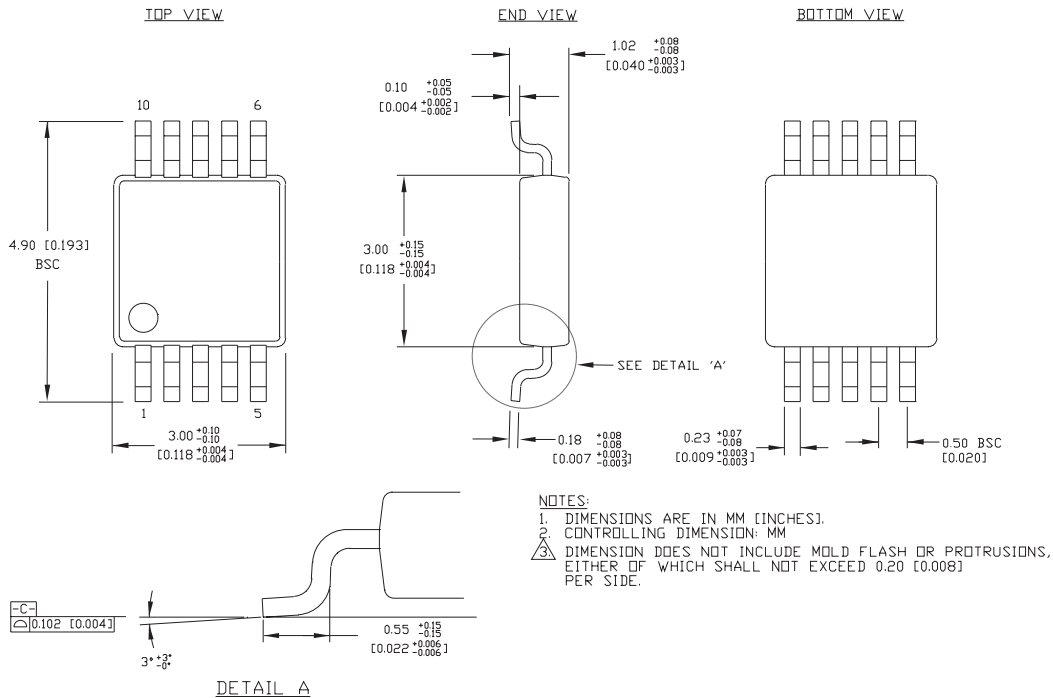 TOP VIEW
END VIEW
BOTTOM VIEW
1.02 +0.08 -0.08
[0.040 +0.003 -0.003]
0.10 +0.05 -0.05
[0.004 +0.002 -0.002]
10
6
4.90 [0.193]
BSC
3.00 +0.15 -0.15
[0.118 +0.004 -0.004]
SEE DETAIL 'A'
1
5
3.00 +0.10 -0.10
[0.118 +0.004 -0.004]
0.18 +0.08 -0.08
[0.007 +0.003 -0.003]
0.23 +0.07 -0.08
[0.009 +0.003 -0.003]
0.50 BSC
[0.020]
NOTES:
1. DIMENSIONS ARE IN MM [INCHES].
2. CONTROLLING DIMENSION: MM
3. DIMENSION DOES NOT INCLUDE MOLD FLASH OR PROTRUSIONS,
EITHER OF WHICH SHALL NOT EXCEED 0.20 [0.008]
PER SIDE.
-C-
0.102 [0.004]
0.55 +0.15 -0.15
[0.022 +0.006 -0.006]
3° +3° -0°
DETAIL A